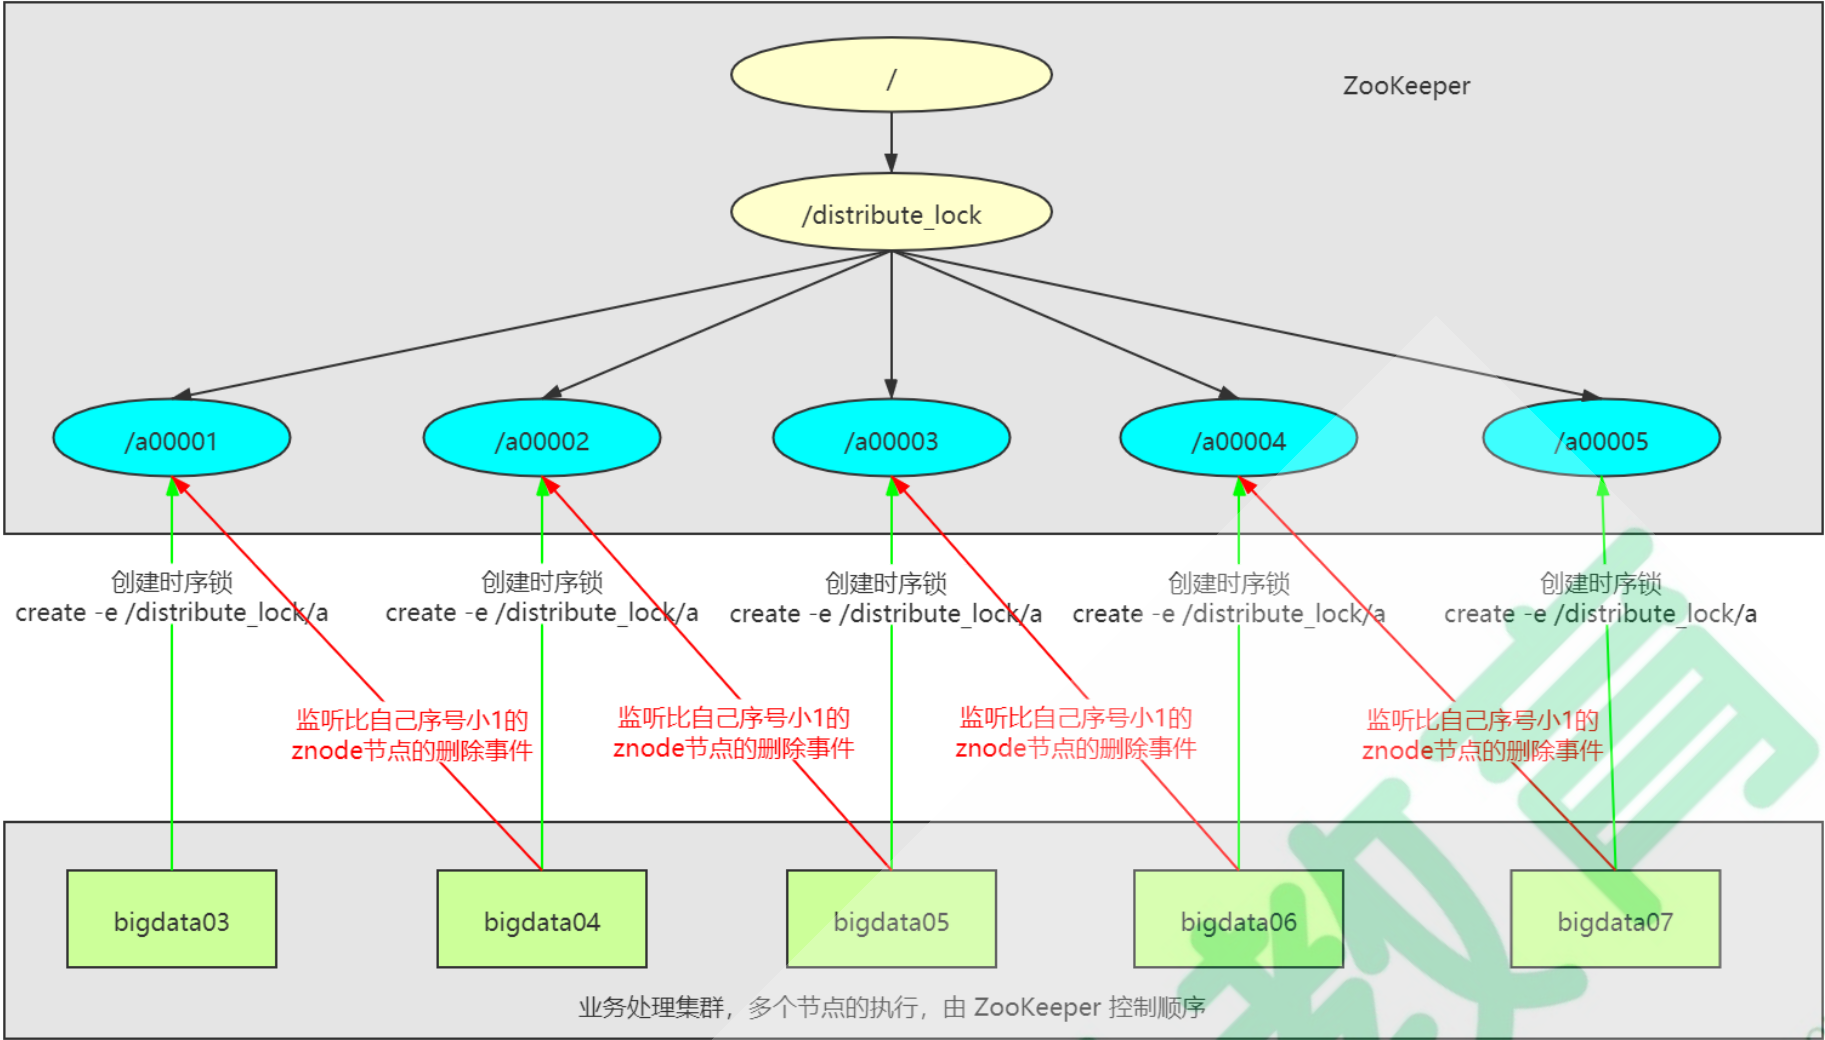 /
ZooKeeper
/distribute_lock
/a00001
/a00002
/a00003
/a00004
/a00005
创建时序锁
create -e /distribute_lock/a
创建时序锁
create -e /distribute_lock/a
创建时序锁
create -e /distribute_lock/a
创建时序锁
create -e /distribute_lock/a
创建时序锁
create -e /distribute_lock/a
监听比自己序号小1的
znode节点的删除事件
监听比自己序号小1的
znode节点的删除事件
监听比自己序号小1的
znode节点的删除事件
监听比自己序号小1的
znode节点的删除事件
bigdata03
bigdata04
bigdata05
bigdata06
bigdata07
业务处理集群，多个节点的执行，由 ZooKeeper 控制顺序
教育